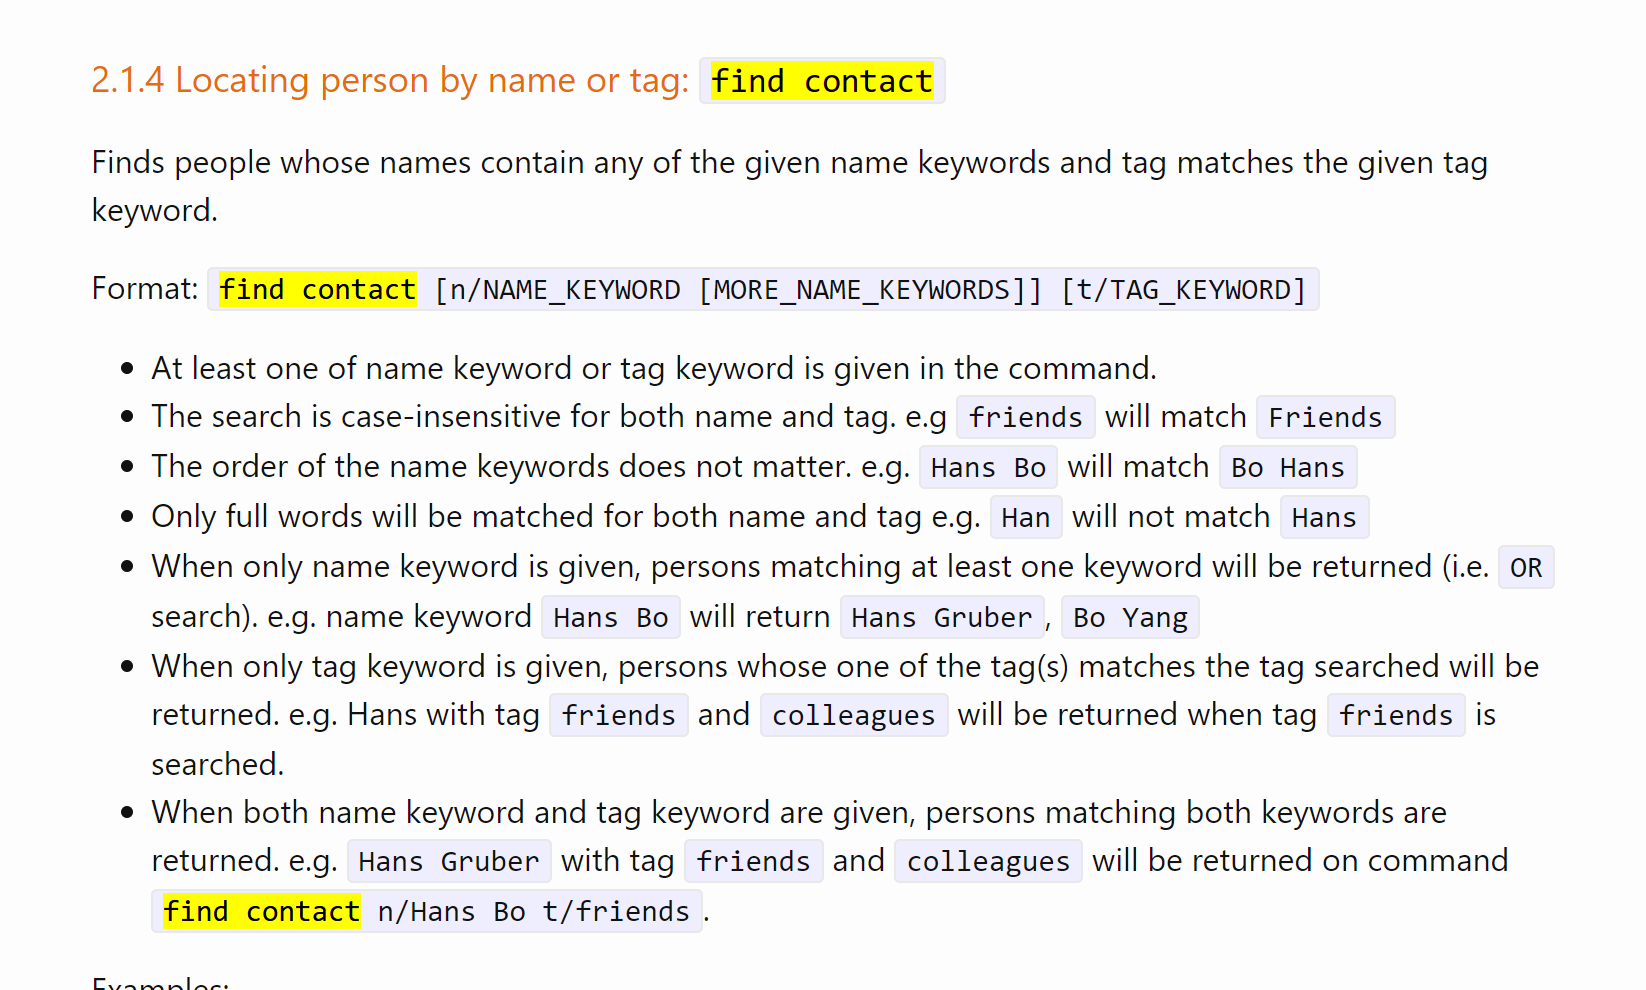 2.1.4 Locating person by name or tag: find contact
Finds people whose names contain any of the given name keywords and tag matches the given tag
keyword.
Format: find contact [n/NAME_KEYWORD [MORE_NAME_KEYWORDS]] [t/TAG_KEYWORD]
• At least one of name keyword or tag keyword is given in the command.
• The search is case-insensitive for both name and tag. e.g friends will match Friends
• The order of the name keywords does not matter. e.g. Hans Bo will match Bo Hans
• Only full words will be matched for both name and tag e.g. Han will not match Hans
• When only name keyword is given, persons matching at least one keyword will be returned (i.e. OR
search). e.g. name keyword Hans Bo will return Hans Gruber, Bo Yang
• When only tag keyword is given, persons whose one of the tag(s) matches the tag searched will be
returned. e.g. Hans with tag friends and colleagues will be returned when tag friends is
searched.
• When both name keyword and tag keyword are given, persons matching both keywords are
returned. e.g. Hans Gruber with tag friends and colleagues will be returned on command
find contact n/Hans Bo t/friends.
Examples: